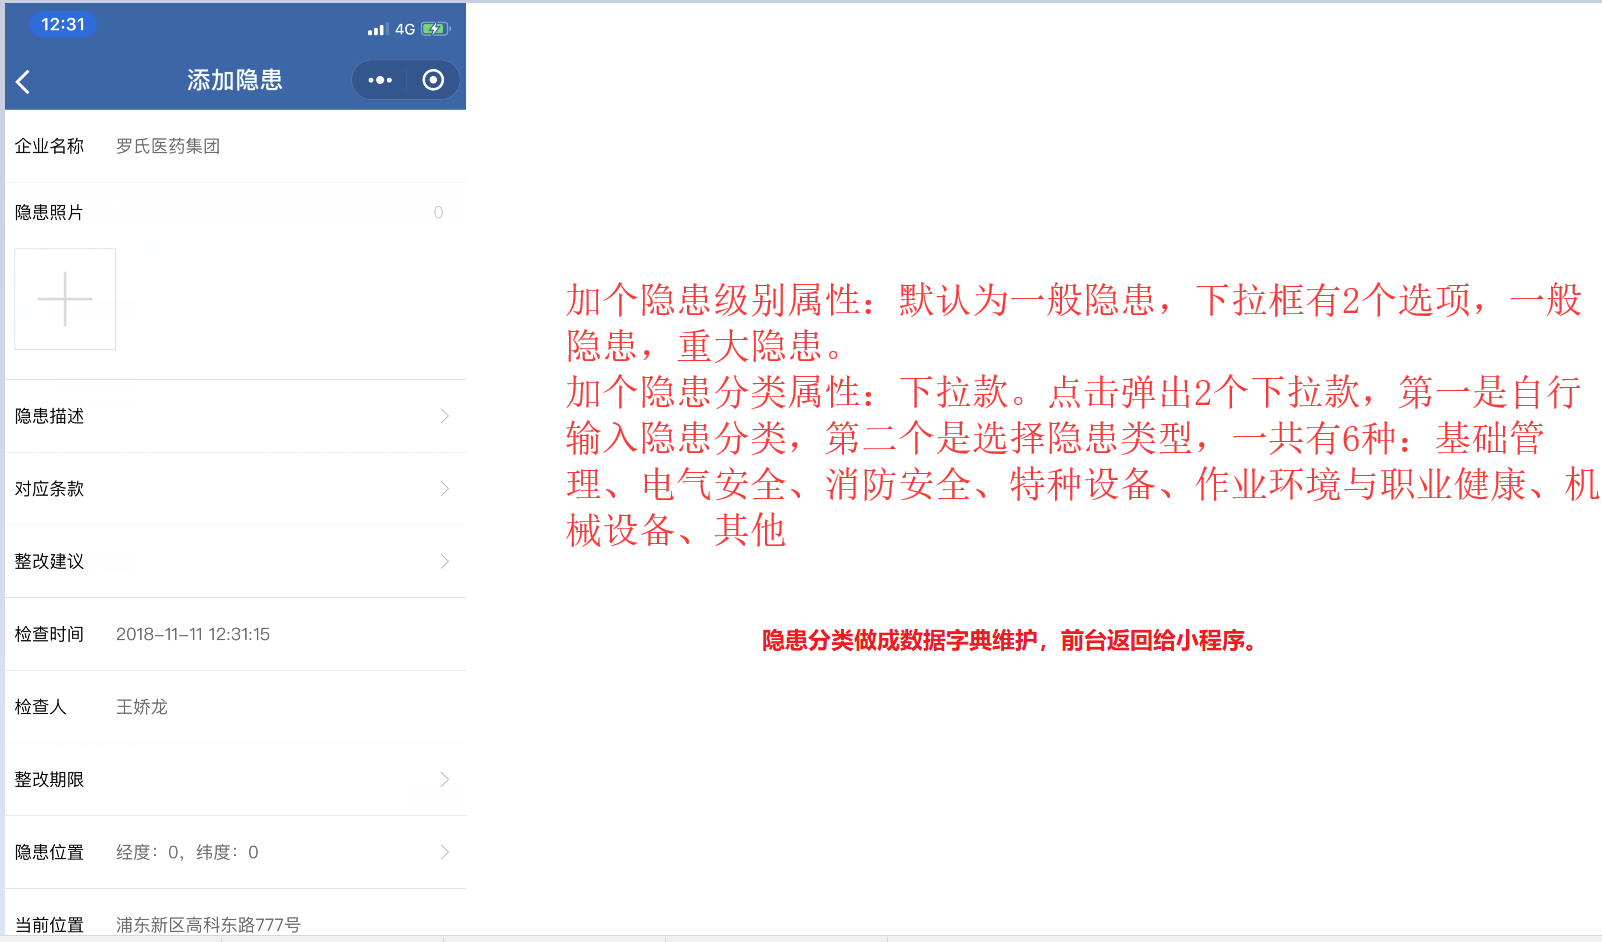 12:31
4G
添加隐患
企业名称 罗氏医药集团
隐患照片 0
隐患描述
对应条款
整改建议
检查时间 2018-11-11 12:31:15
检查人 王娇龙
整改期限
隐患位置 经度：0，纬度：0
当前位置 浦东新区高科东路777号
加个隐患级别属性：默认为一般隐患，下拉框有2个选项，一般
隐患，重大隐患。
加个隐患分类属性：下拉款。点击弹出2个下拉款，第一是自行
输入隐患分类，第二个是选择隐患类型，一共有6种：基础管
理、电气安全、消防安全、特种设备、作业环境与职业健康、机
械设备、其他
隐患分类做成数据字典维护，前台返回给小程序。